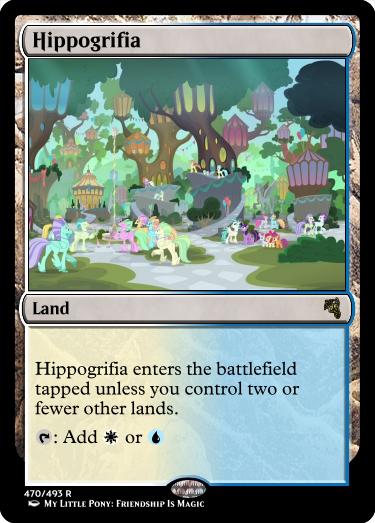 Hippogrifia
Land
Hippogrifia enters the battlefield
tapped unless you control two or
fewer other lands.
: Add or
470/493 R
My Little Pony: Friendship Is Magic